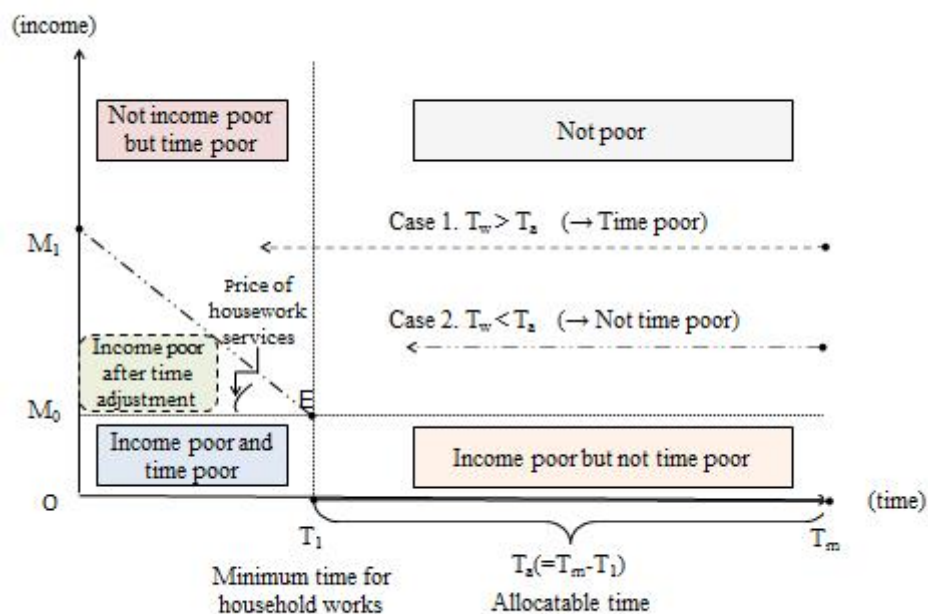 (income)
Not income poor
but time poor
Not poor
Case 1. Tw > Ta (→ Time poor)
M1
Price of
housework
services
Case 2. Tw < Ta (→ Not time poor)
Income poor
after time
adjustment
E
M0
Income poor and
time poor
Income poor but not time poor
O
(time)
T1
Tm
Ta(=Tm-T1)
Minimum time for
household works
Allocatable time